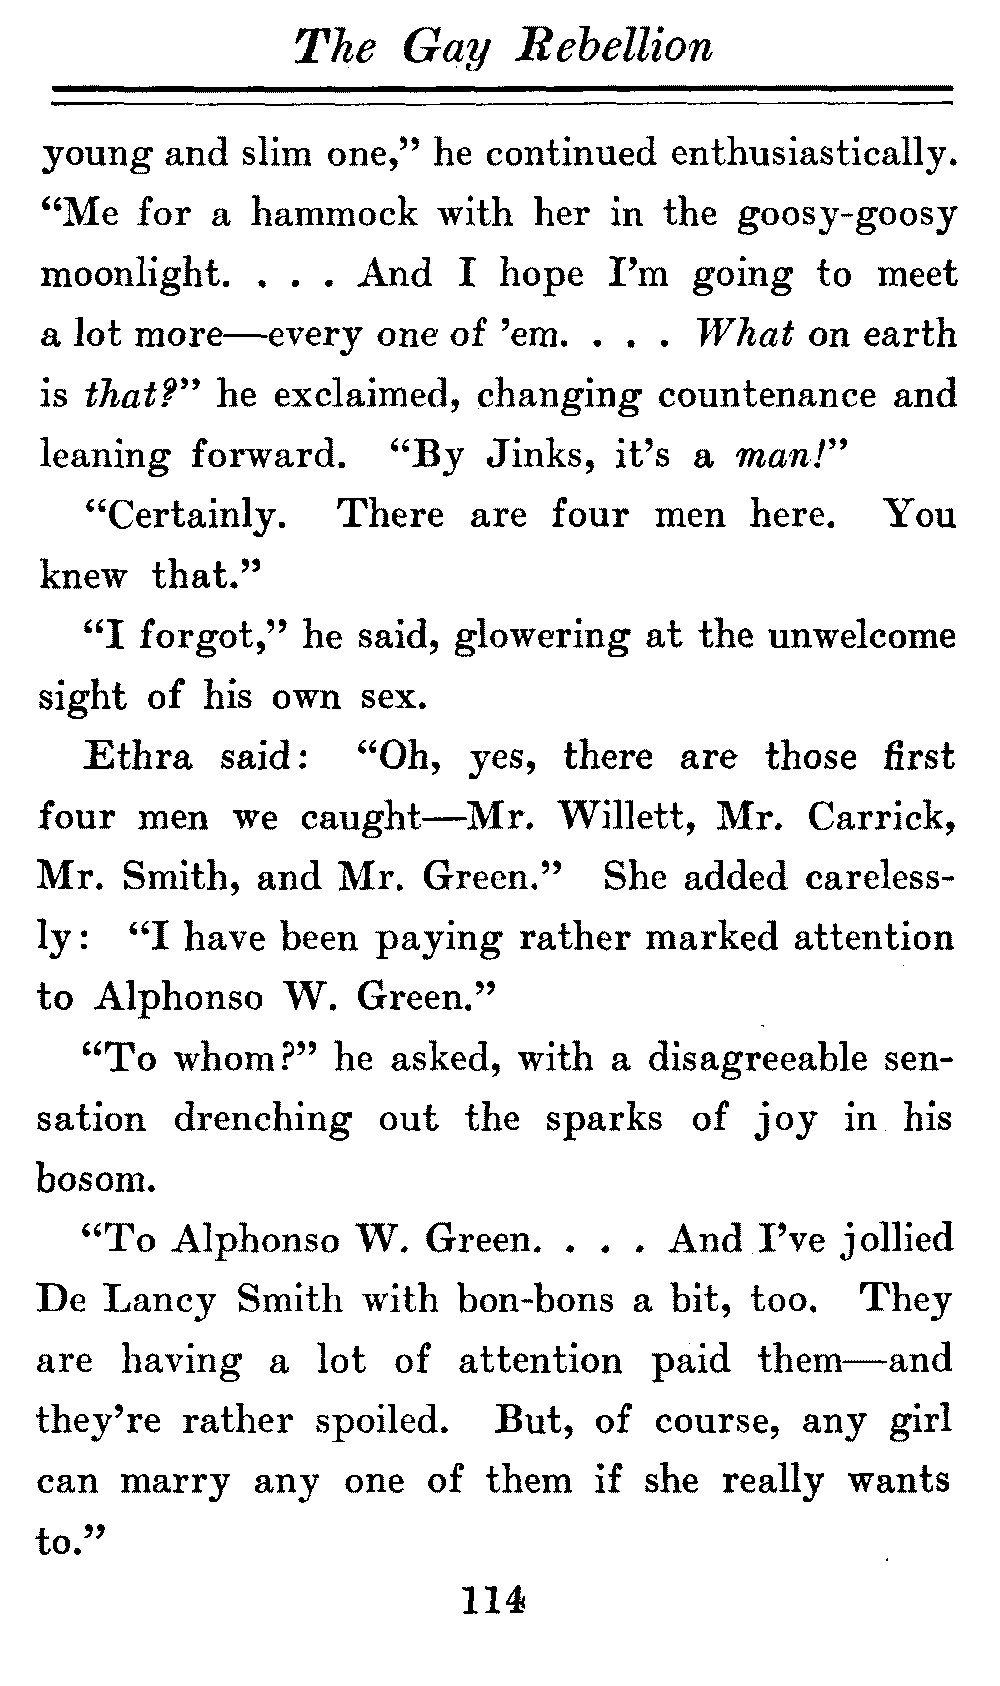 The Gay Rebellion
young and slim one,” he continued enthusiastically.
“Me for a hammock with her in the goosy-goosy
moonlight. . . . And I hope I’m going to meet
a lot more—every one of ’em. . . . What on earth
is that?” he exclaimed, changing countenance and
leaning forward. “By Jinks, it’s a man!”
“Certainly. There are four men here. You
knew that.”
“I forgot,” he said, glowering at the unwelcome
sight of his own sex.
Ethra said: “Oh, yes, there are those first
four men we caught—Mr. Willett, Mr. Carrick,
Mr. Smith, and Mr. Green.” She added careless-
ly: “I have been paying rather marked attention
to Alphonso W. Green.”
“To whom?” he asked, with a disagreeable sen-
sation drenching out the sparks of joy in his
bosom.
“To Alphonso W. Green. . . . And I’ve jollied
De Lancy Smith with bon-bons a bit, too. They
are having a lot of attention paid them—and
they’re rather spoiled. But, of course, any girl
can marry any one of them if she really wants
to.”
114